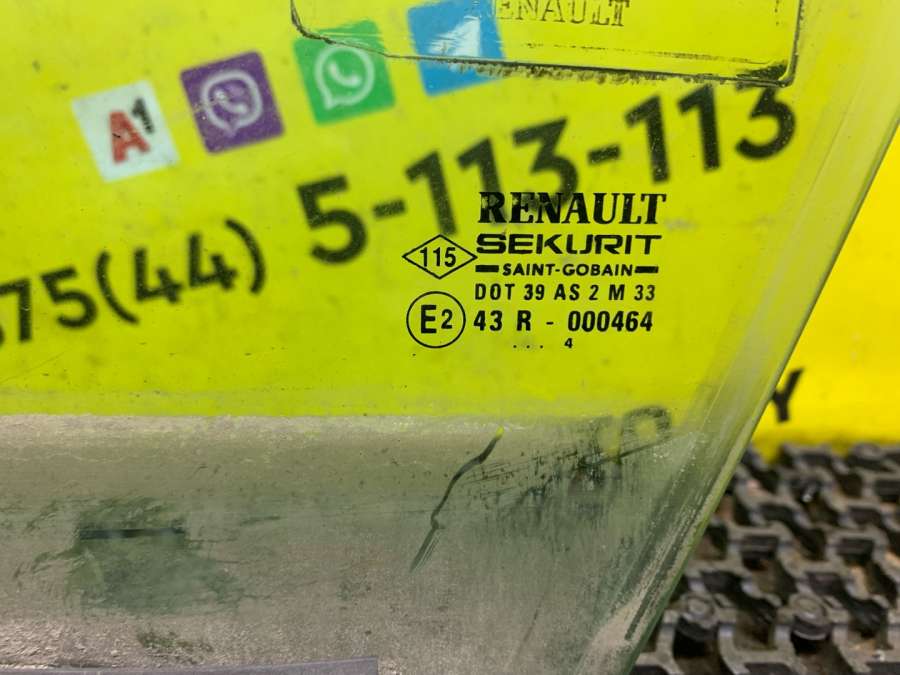 RENAULT
A1
375(44) 5-113-113
RENAULT
SEKURIT
115
SAINT-GOBAIN
DOT 39 AS 2 M 33
E2
43 R - 000464
... 4
Y